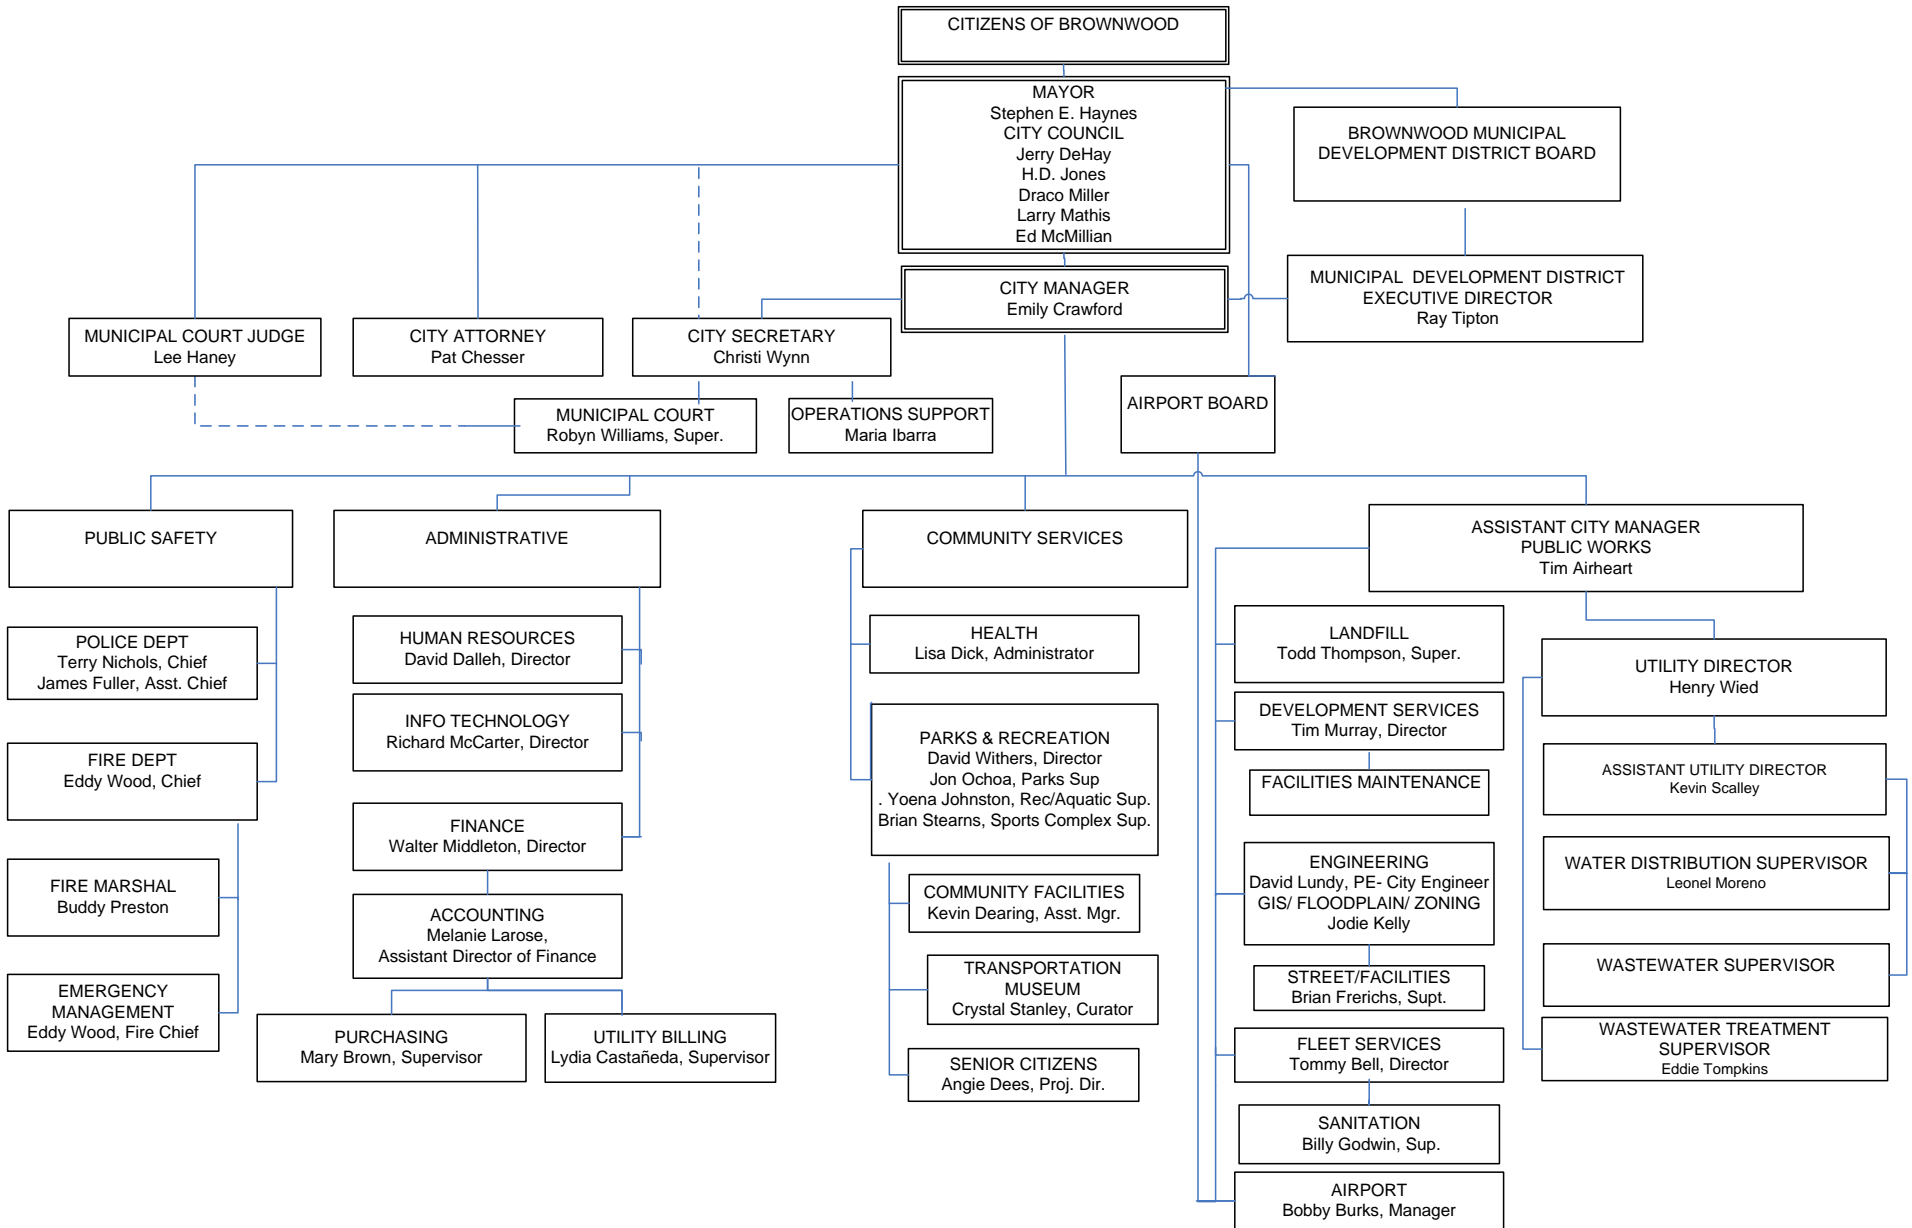 CITIZENS OF BROWNWOOD
MAYOR
Stephen E. Haynes
CITY COUNCIL
Jerry DeHay
H.D. Jones
Draco Miller
Larry Mathis
Ed McMillian
BROWNWOOD MUNICIPAL
DEVELOPMENT DISTRICT BOARD
CITY MANAGER
Emily Crawford
MUNICIPAL DEVELOPMENT DISTRICT
EXECUTIVE DIRECTOR
Ray Tipton
MUNICIPAL COURT JUDGE
Lee Haney
CITY ATTORNEY
Pat Chesser
CITY SECRETARY
Christi Wynn
MUNICIPAL COURT
Robyn Williams, Super.
OPERATIONS SUPPORT
Maria Ibarra
AIRPORT BOARD
PUBLIC SAFETY
ADMINISTRATIVE
COMMUNITY SERVICES
ASSISTANT CITY MANAGER
PUBLIC WORKS
Tim Airheart
POLICE DEPT
Terry Nichols, Chief
James Fuller, Asst. Chief
FIRE DEPT
Eddy Wood, Chief
FIRE MARSHAL
Buddy Preston
EMERGENCY
MANAGEMENT
Eddy Wood, Fire Chief
HUMAN RESOURCES
David Dalleh, Director
INFO TECHNOLOGY
Richard McCarter, Director
FINANCE
Walter Middleton, Director
ACCOUNTING
Melanie Larose,
Assistant Director of Finance
PURCHASING
Mary Brown, Supervisor
UTILITY BILLING
Lydia Castañeda, Supervisor
HEALTH
Lisa Dick, Administrator
PARKS & RECREATION
David Withers, Director
Jon Ochoa, Parks Sup
. Yoena Johnston, Rec/Aquatic Sup.
Brian Stearns, Sports Complex Sup.
COMMUNITY FACILITIES
Kevin Dearing, Asst. Mgr.
TRANSPORTATION
MUSEUM
Crystal Stanley, Curator
SENIOR CITIZENS
Angie Dees, Proj. Dir.
LANDFILL
Todd Thompson, Super.
DEVELOPMENT SERVICES
Tim Murray, Director
FACILITIES MAINTENANCE
ENGINEERING
David Lundy, PE- City Engineer
GIS/ FLOODPLAIN/ ZONING
Jodie Kelly
STREET/FACILITIES
Brian Frerichs, Supt.
FLEET SERVICES
Tommy Bell, Director
SANITATION
Billy Godwin, Sup.
AIRPORT
Bobby Burks, Manager
UTILITY DIRECTOR
Henry Wied
ASSISTANT UTILITY DIRECTOR
Kevin Scalley
WATER DISTRIBUTION SUPERVISOR
Leonel Moreno
WASTEWATER SUPERVISOR
WASTEWATER TREATMENT
SUPERVISOR
Eddie Tompkins